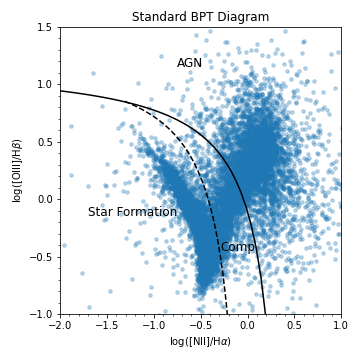 Standard BPT Diagram
1.5
1.0
0.5
0.0
−0.5
−1.0
log([OIII]/Hβ)
AGN
Star Formation
Comp
−2.0 −1.5 −1.0 −0.5 0.0 0.5 1.0
log([NII]/Hα)